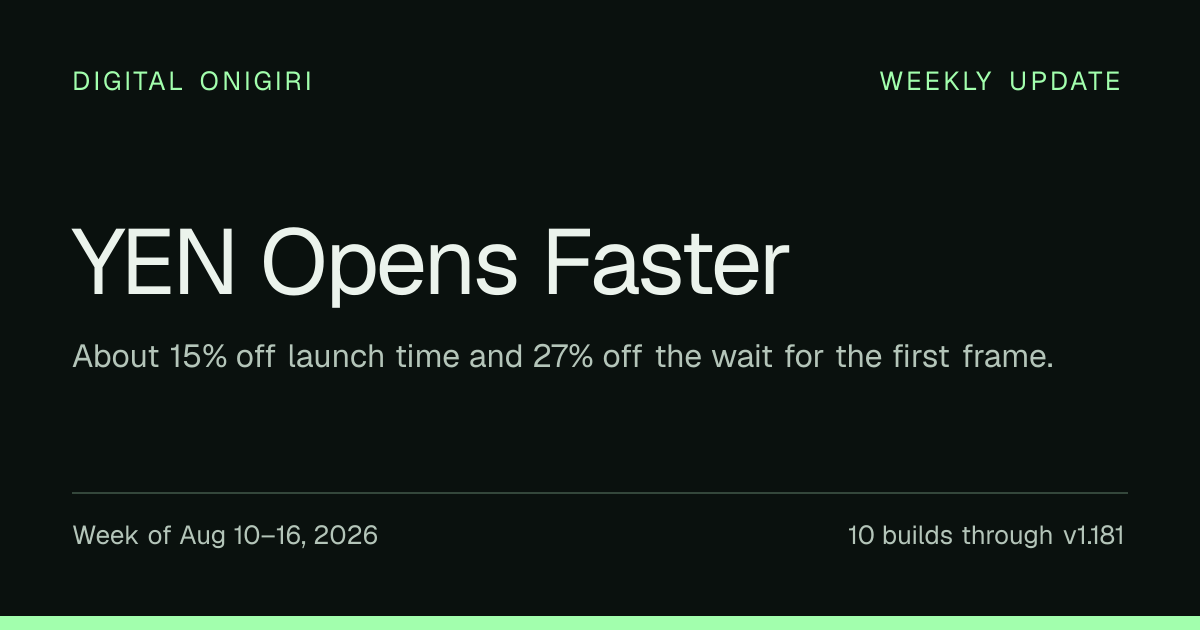 DIGITAL ONIGIRI
WEEKLY UPDATE
YEN Opens Faster
About 15% off launch time and 27% off the wait for the first frame.
Week of Aug 10–16, 2026
10 builds through v1.181